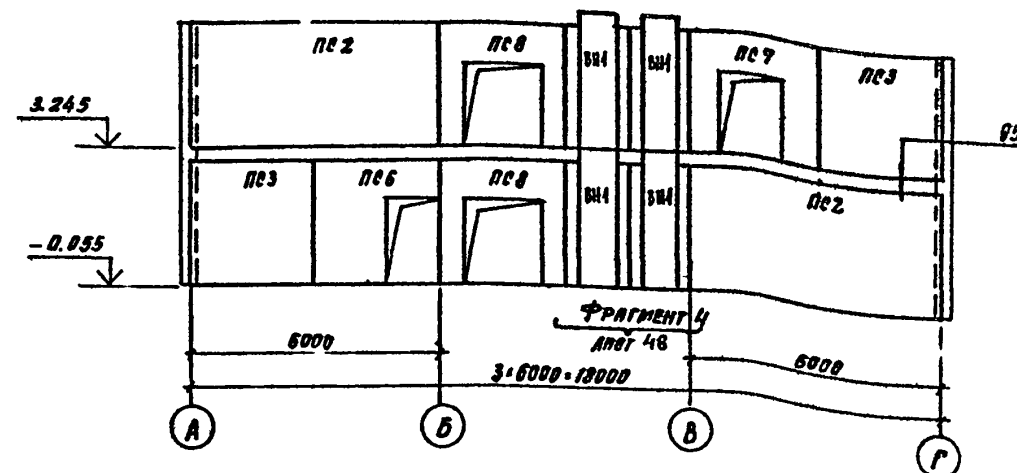 ПС2 ПС8 ВН1 ВН1 ПС7 ПС3
3.245
95
ПС3 ПС6 ПС8 ВН1 ВН1 ПС2
-0.055
ФРАГМЕНТ 4
ЛИСТ 48
6000 6000
3×6000=18000
А Б В Г